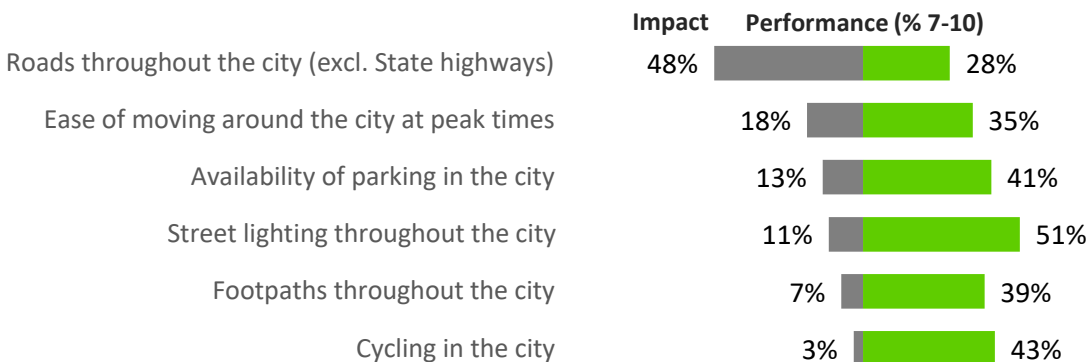 Impact Performance (% 7-10)
Roads throughout the city (excl. State highways) 48% 28%
Ease of moving around the city at peak times 18% 35%
Availability of parking in the city 13% 41%
Street lighting throughout the city 11% 51%
Footpaths throughout the city 7% 39%
Cycling in the city 3% 43%